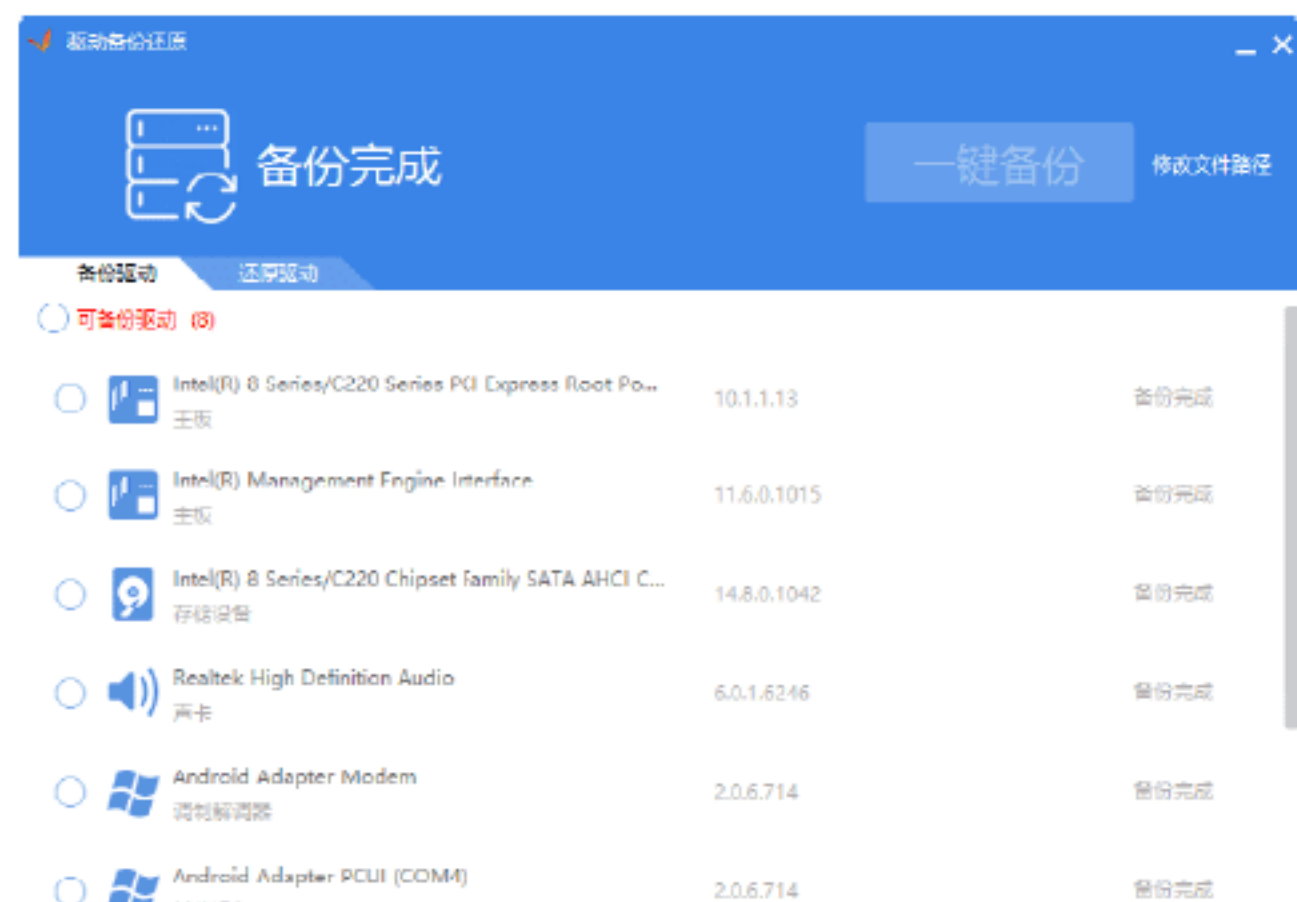 驱动备份还原
备份完成
一键备份
修改文件路径
备份驱动
还原驱动
可备份驱动 (8)
Intel(R) 8 Series/C220 Series PCI Express Root Po...
主板
10.1.1.13
备份完成
Intel(R) Management Engine Interface
主板
11.6.0.1015
备份完成
Intel(R) 8 Series/C220 Chipset Family SATA AHCI C...
存储设备
14.8.0.1042
备份完成
Realtek High Definition Audio
声卡
6.0.1.6246
备份完成
Android Adapter Modem
调制解调器
2.0.6.714
备份完成
Android Adapter PCUI (COM4)
2.0.6.714
备份完成